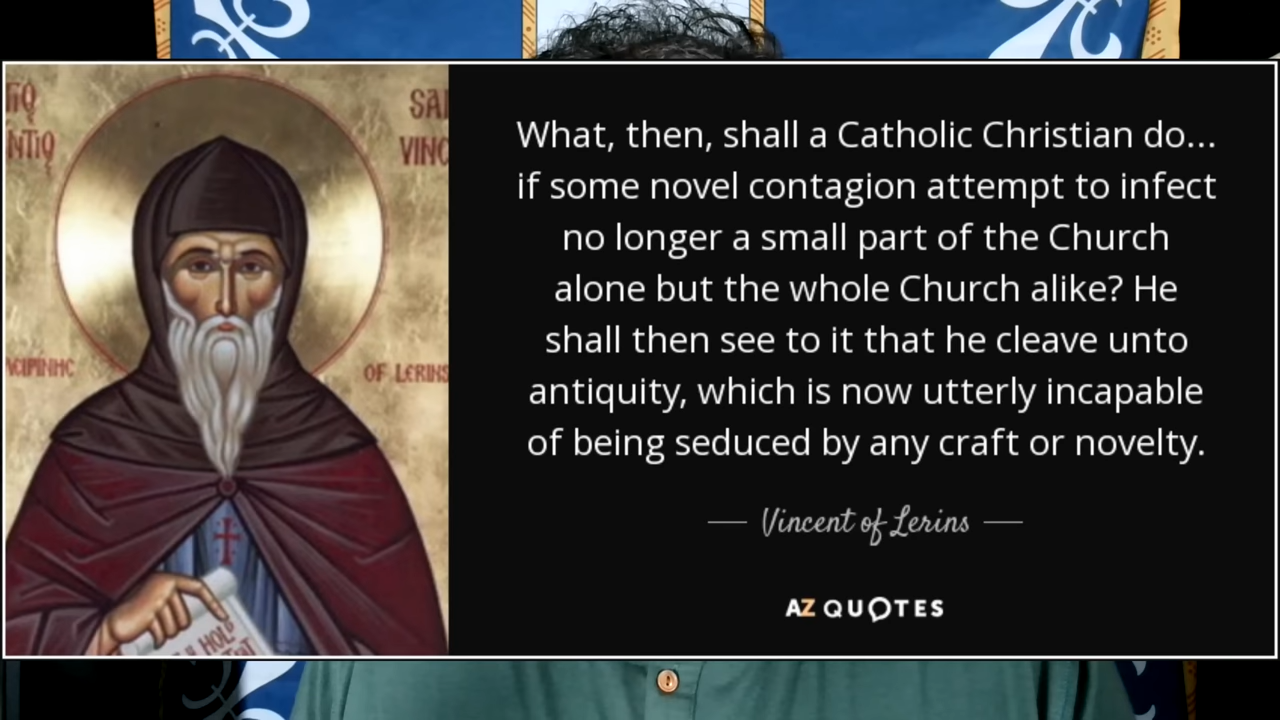 VINC
OF LERINS
What, then, shall a Catholic Christian do...
if some novel contagion attempt to infect
no longer a small part of the Church
alone but the whole Church alike? He
shall then see to it that he cleave unto
antiquity, which is now utterly incapable
of being seduced by any craft or novelty.
Vincent of Lerins
AZ QUOTES